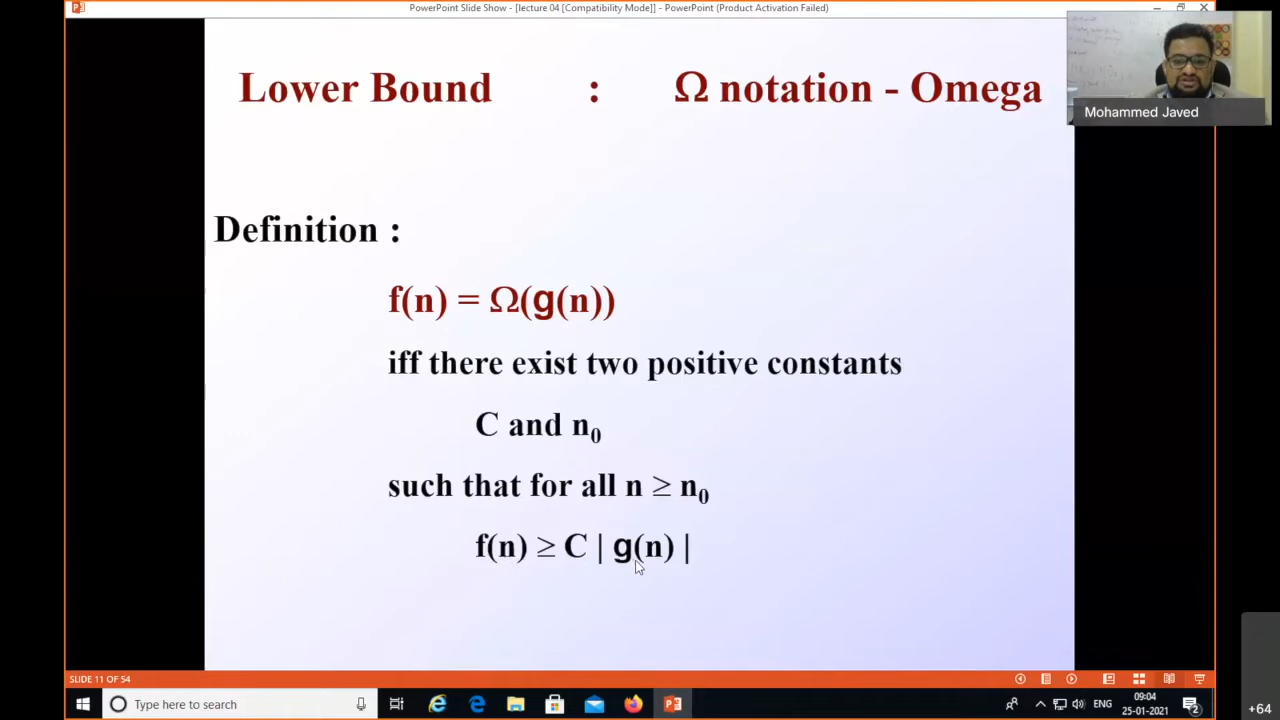 PowerPoint Slide Show - [lecture 04 [Compatibility Mode]] - PowerPoint (Product Activation Failed)
Lower Bound : Ω notation - Omega
Mohammed Javed
Definition :
f(n) = Ω(g(n))
iff there exist two positive constants
C and n₀
such that for all n ≥ n₀
f(n) ≥ C | g(n) |
SLIDE 11 OF 54
Type here to search
ENG
09:04
25-01-2021
2
+64